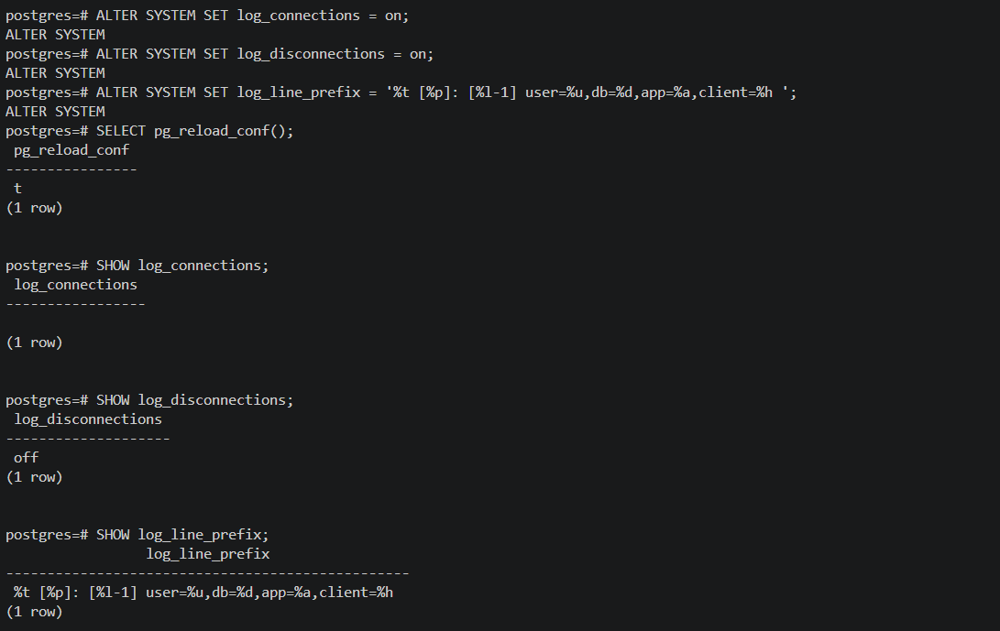 postgres=# ALTER SYSTEM SET log_connections = on;
ALTER SYSTEM
postgres=# ALTER SYSTEM SET log_disconnections = on;
ALTER SYSTEM
postgres=# ALTER SYSTEM SET log_line_prefix = '%t [%p]: [%l-1] user=%u,db=%d,app=%a,client=%h ';
ALTER SYSTEM
postgres=# SELECT pg_reload_conf();
 pg_reload_conf
----------------
 t
(1 row)

postgres=# SHOW log_connections;
 log_connections
-----------------

(1 row)

postgres=# SHOW log_disconnections;
 log_disconnections
--------------------
 off
(1 row)

postgres=# SHOW log_line_prefix;
                 log_line_prefix
-------------------------------------------------
 %t [%p]: [%l-1] user=%u,db=%d,app=%a,client=%h
(1 row)